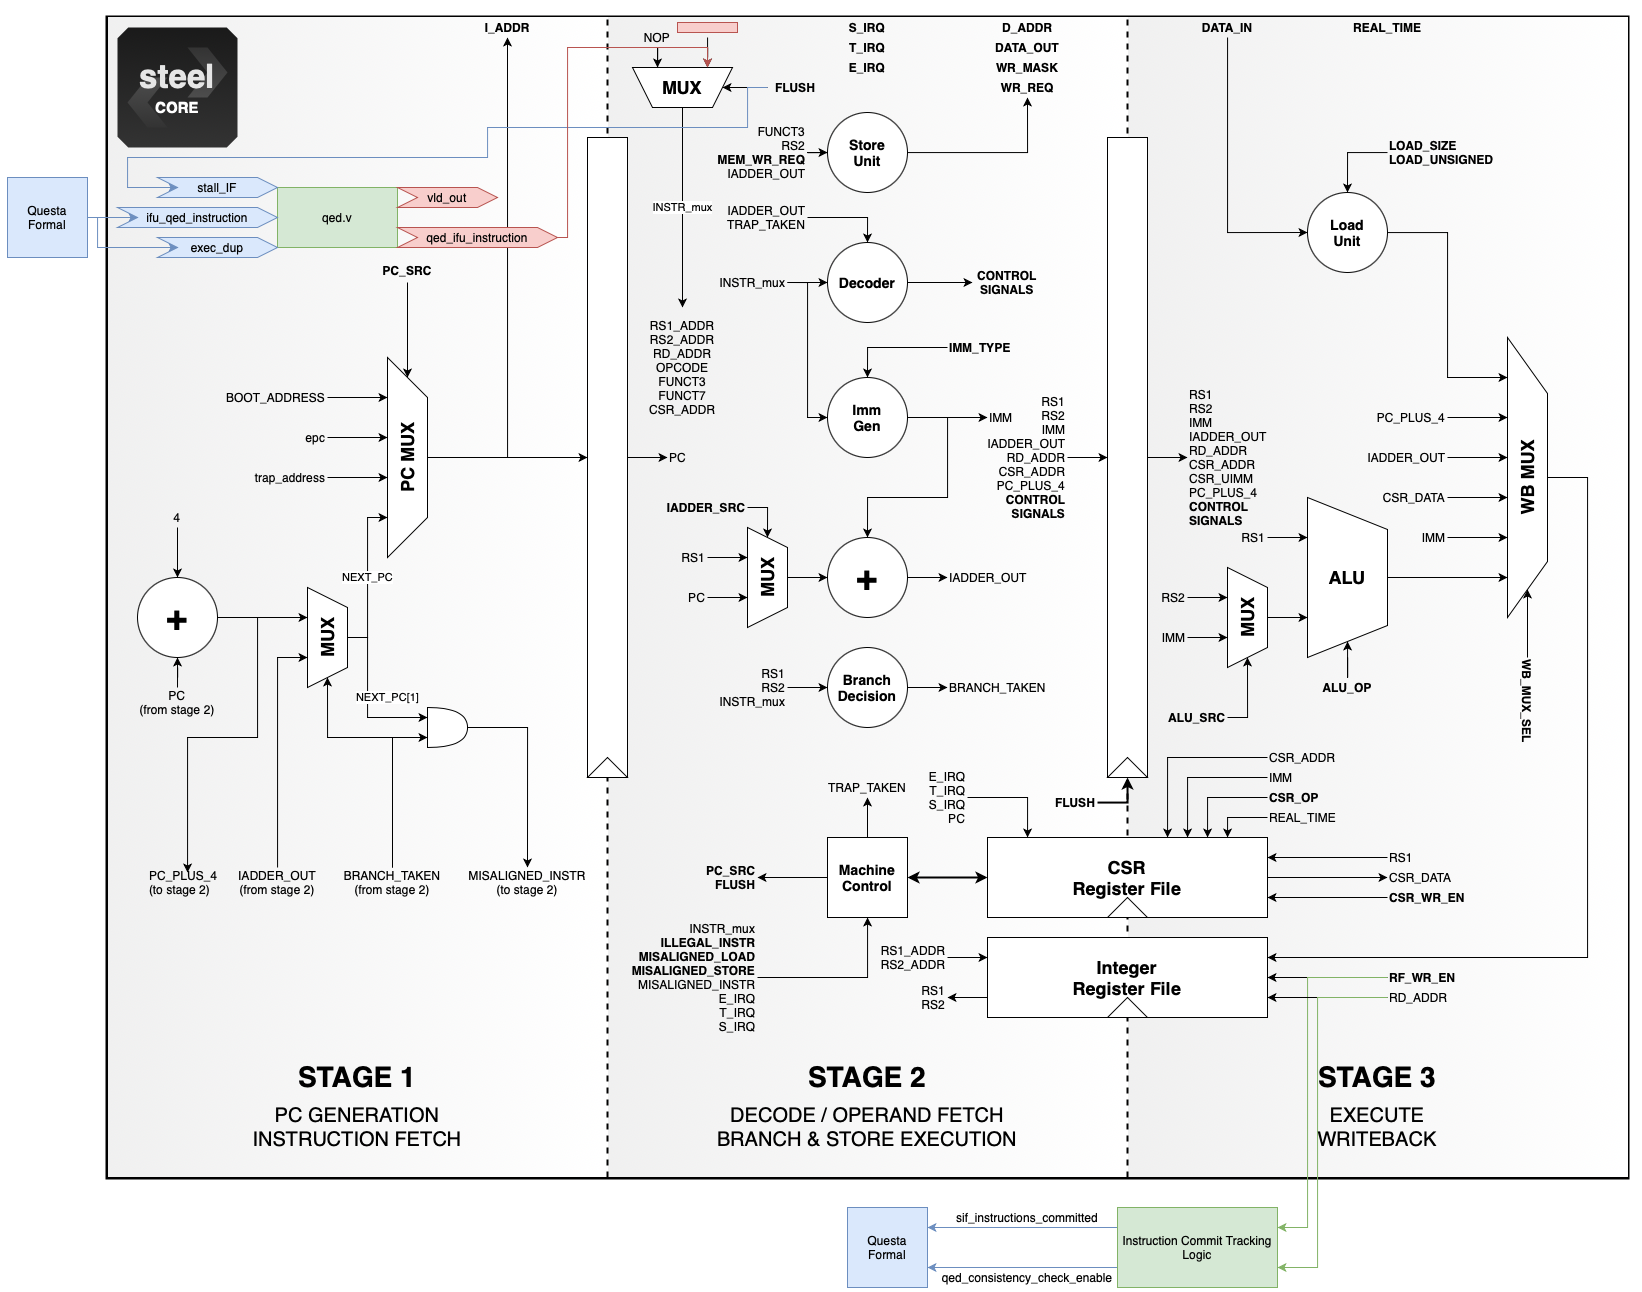 steel
CORE
I_ADDR
NOP
MUX
FLUSH
S_IRQ
T_IRQ
E_IRQ
D_ADDR
DATA_OUT
WR_MASK
WR_REQ
DATA_IN
REAL_TIME
Questa
Formal
stall_IF
ifu_qed_instruction
exec_dup
qed.v
vld_out
qed_ifu_instruction
PC_SRC
BOOT_ADDRESS
epc
trap_address
PC MUX
4
+
PC
(from stage 2)
MUX
NEXT_PC
NEXT_PC[1]
PC_PLUS_4
(to stage 2)
IADDER_OUT
(from stage 2)
BRANCH_TAKEN
(from stage 2)
MISALIGNED_INSTR
(to stage 2)
FUNCT3
RS2
MEM_WR_REQ
IADDER_OUT
Store
Unit
INSTR_mux
IADDER_OUT
TRAP_TAKEN
INSTR_mux
Decoder
CONTROL
SIGNALS
RS1_ADDR
RS2_ADDR
RD_ADDR
OPCODE
FUNCT3
FUNCT7
CSR_ADDR
IMM_TYPE
Imm
Gen
IMM
PC
RS1
RS2
IMM
IADDER_OUT
RD_ADDR
CSR_ADDR
PC_PLUS_4
CONTROL
SIGNALS
IADDER_SRC
RS1
PC
MUX
+
IADDER_OUT
RS1
RS2
INSTR_mux
Branch
Decision
BRANCH_TAKEN
TRAP_TAKEN
E_IRQ
T_IRQ
S_IRQ
PC
FLUSH
PC_SRC
FLUSH
Machine
Control
CSR
Register File
INSTR_mux
ILLEGAL_INSTR
MISALIGNED_LOAD
MISALIGNED_STORE
MISALIGNED_INSTR
E_IRQ
T_IRQ
S_IRQ
RS1_ADDR
RS2_ADDR
RS1
RS2
Integer
Register File
LOAD_SIZE
LOAD_UNSIGNED
Load
Unit
RS1
RS2
IMM
IADDER_OUT
RD_ADDR
CSR_ADDR
CSR_UIMM
PC_PLUS_4
CONTROL
SIGNALS
PC_PLUS_4
IADDER_OUT
CSR_DATA
IMM
WB MUX
WB_MUX_SEL
RS1
RS2
IMM
MUX
ALU
ALU_OP
ALU_SRC
CSR_ADDR
IMM
CSR_OP
REAL_TIME
RS1
CSR_DATA
CSR_WR_EN
RF_WR_EN
RD_ADDR
STAGE 1
PC GENERATION
INSTRUCTION FETCH
STAGE 2
DECODE / OPERAND FETCH
BRANCH & STORE EXECUTION
STAGE 3
EXECUTE
WRITEBACK
Questa
Formal
sif_instructions_committed
qed_consistency_check_enable
Instruction Commit Tracking
Logic